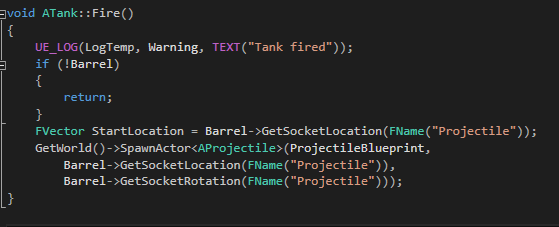 void ATank::Fire()
{
UE_LOG(LogTemp, Warning, TEXT("Tank fired"));
if (!Barrel)
{
return;
}
FVector StartLocation = Barrel->GetSocketLocation(FName("Projectile"));
GetWorld()->SpawnActor<AProjectile>(ProjectileBlueprint,
Barrel->GetSocketLocation(FName("Projectile")),
Barrel->GetSocketRotation(FName("Projectile")));
}